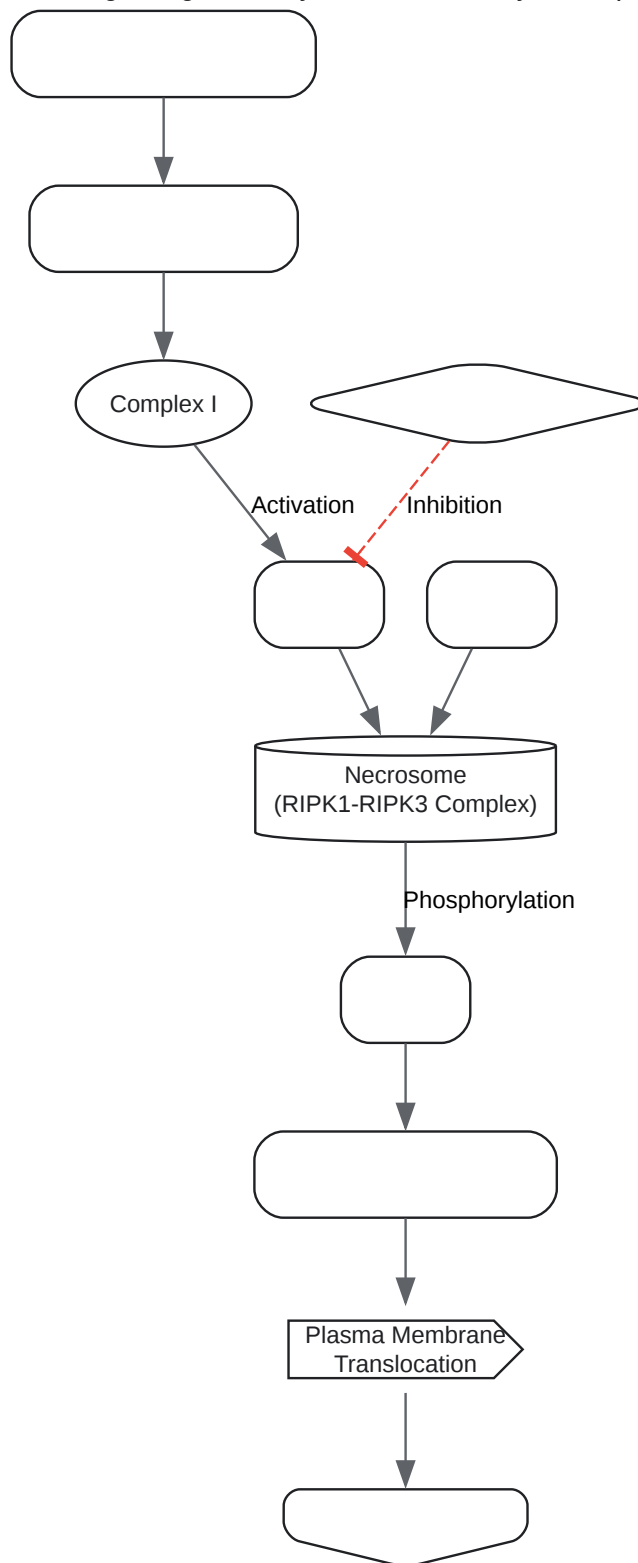 Complex I
Activation
Inhibition
Necrosome
(RIPK1-RIPK3 Complex)
Phosphorylation
Plasma Membrane
Translocation